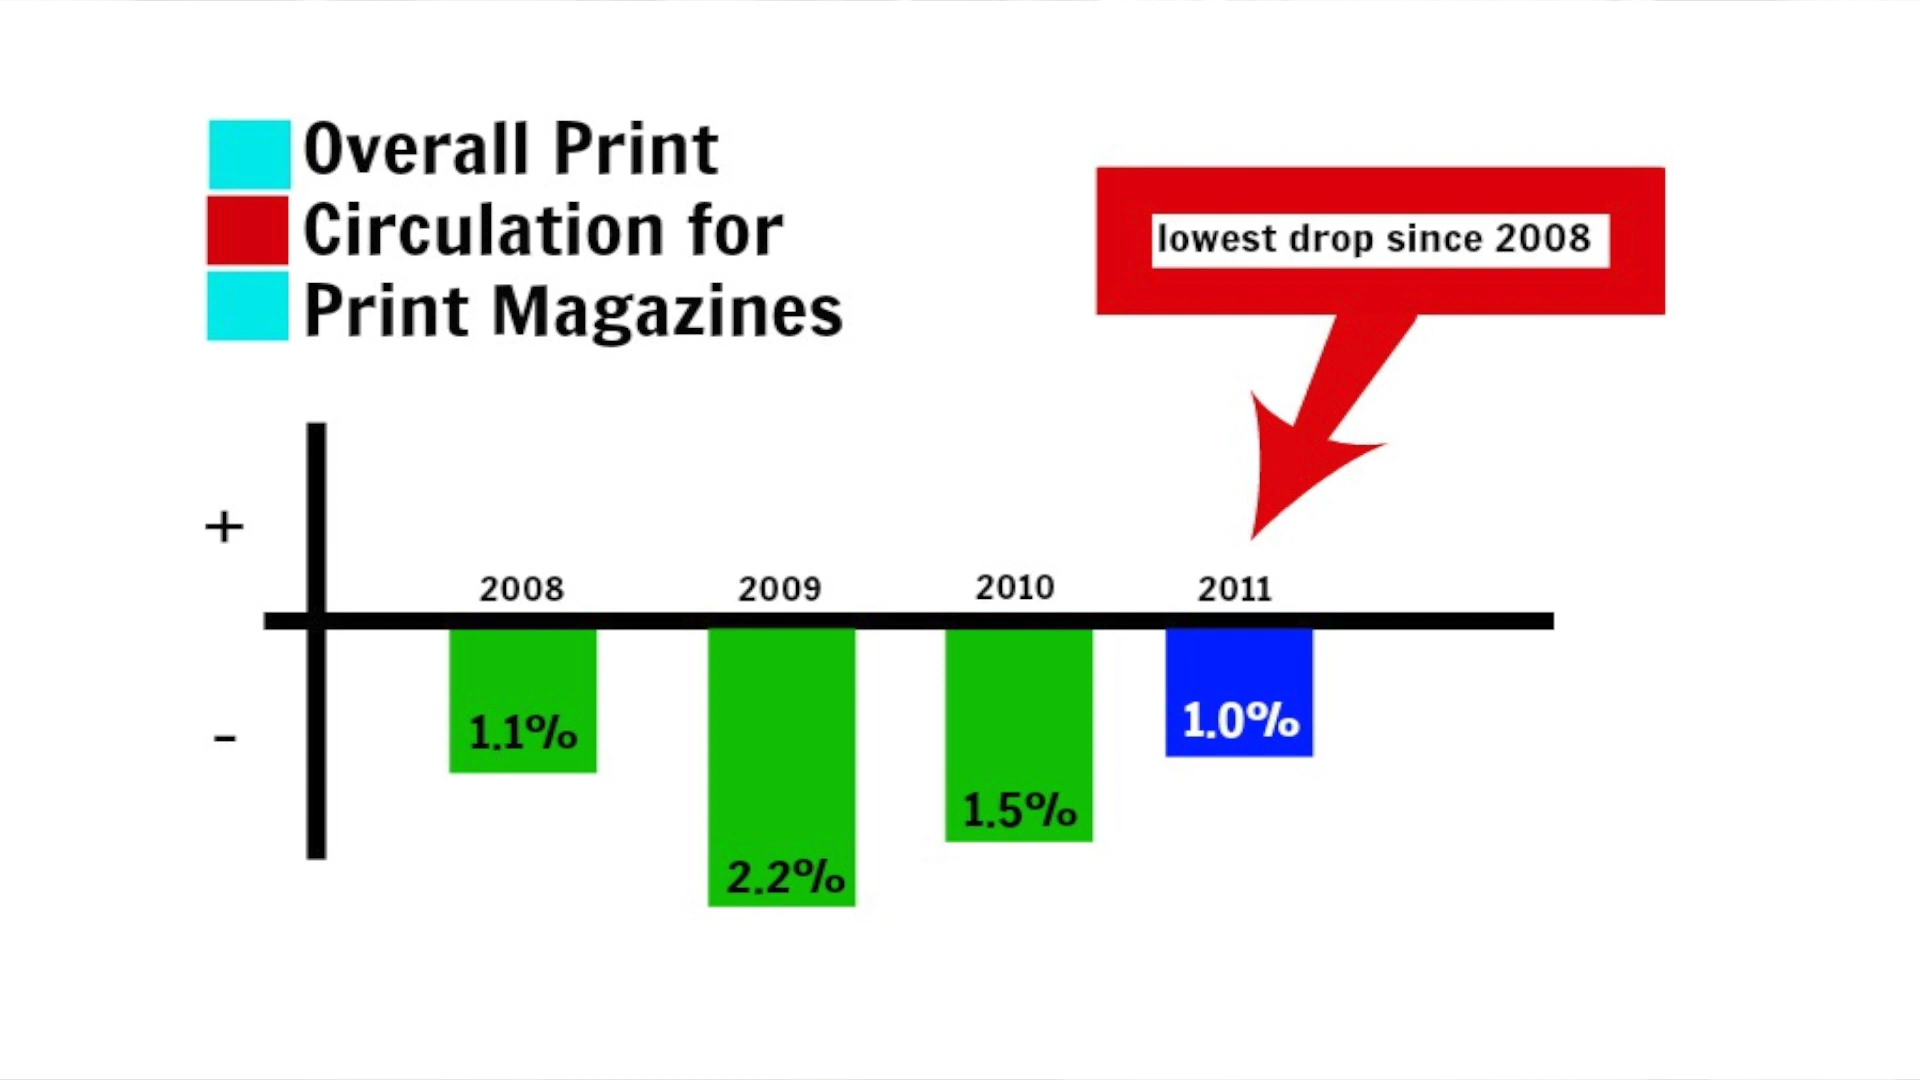 Overall Print
Circulation for
Print Magazines
lowest drop since 2008
+
2008 2009 2010 2011
-
1.1% 2.2% 1.5% 1.0%